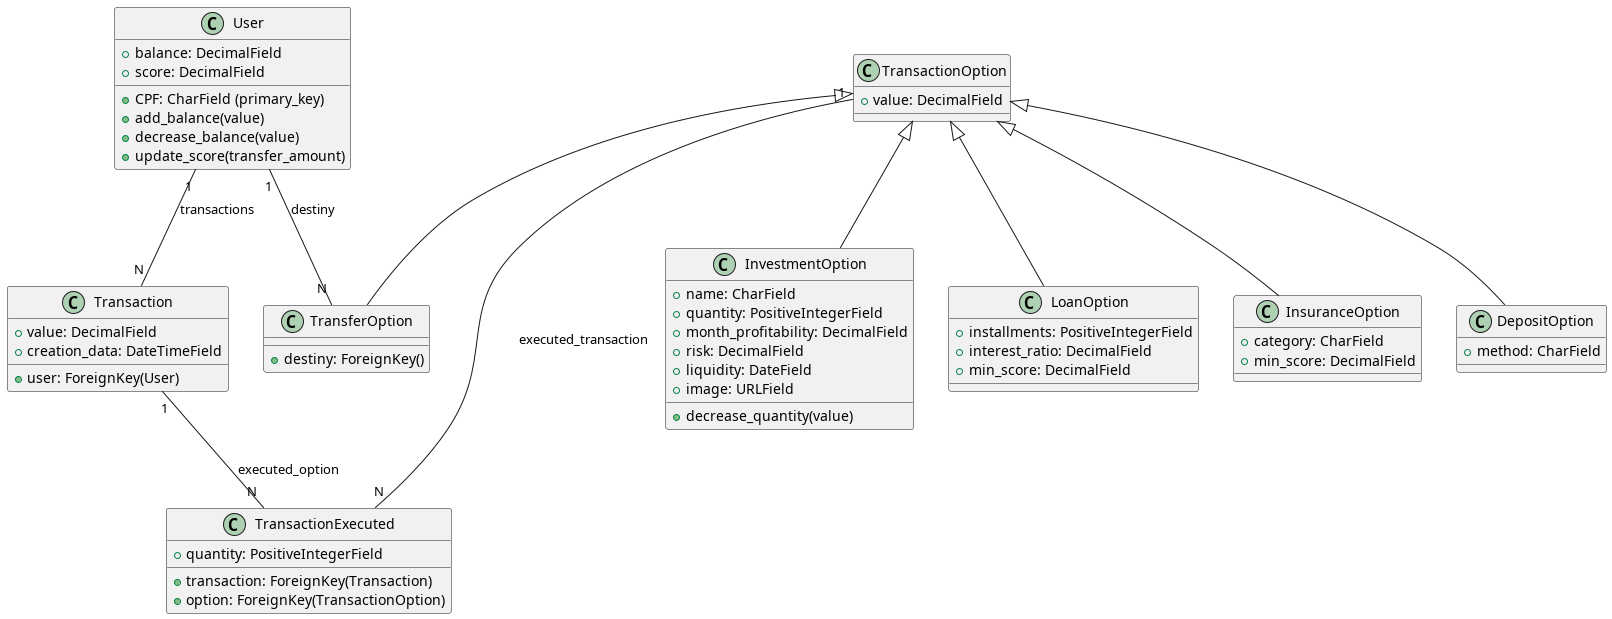 C User
balance: DecimalField
score: DecimalField
CPF: CharField (primary_key)
add_balance(value)
decrease_balance(value)
update_score(transfer_amount)
C TransactionOption
value: DecimalField
1
1
transactions
N
1
destiny
N
C Transaction
value: DecimalField
creation_data: DateTimeField
user: ForeignKey(User)
C TransferOption
destiny: ForeignKey()
C InvestmentOption
name: CharField
quantity: PositiveIntegerField
month_profitability: DecimalField
risk: DecimalField
liquidity: DateField
image: URLField
decrease_quantity(value)
C LoanOption
installments: PositiveIntegerField
interest_ratio: DecimalField
min_score: DecimalField
C InsuranceOption
category: CharField
min_score: DecimalField
C DepositOption
method: CharField
executed_transaction
1
executed_option
N
N
C TransactionExecuted
quantity: PositiveIntegerField
transaction: ForeignKey(Transaction)
option: ForeignKey(TransactionOption)